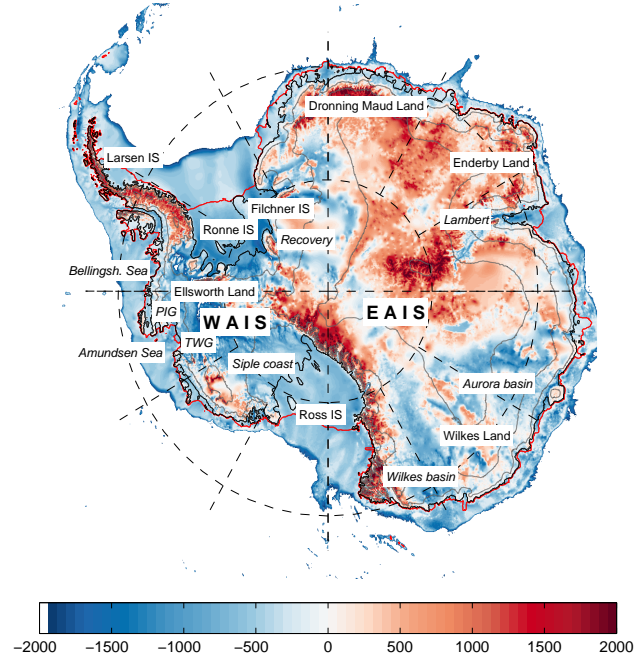 Dronning Maud Land
Larsen IS
Enderby Land
Filchner IS
Lambert
Ronne IS
Recovery
Bellingsh. Sea
Ellsworth Land
PIG
WAIS
EAIS
TWG
Amundsen Sea
Siple coast
Aurora basin
Ross IS
Wilkes Land
Wilkes basin
−2000 −1500 −1000 −500 0 500 1000 1500 2000